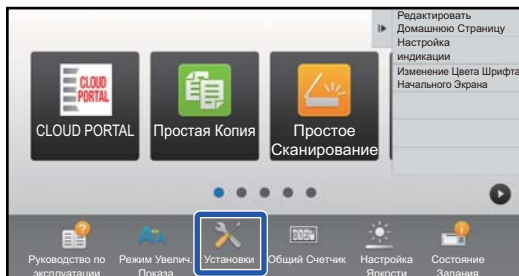 Редактировать
Домашнюю Страницу
Настройка
индикации
Изменение Цвета Шрифта
Начального Экрана
CLOUD
PORTAL
CLOUD PORTAL
Простая Копия
Простое
Сканирование
Руководство по
эксплуатации
Режим Увелич.
Показа
Установки
Общий Счетчик
Настройка
Яркости
Состояние
Задания